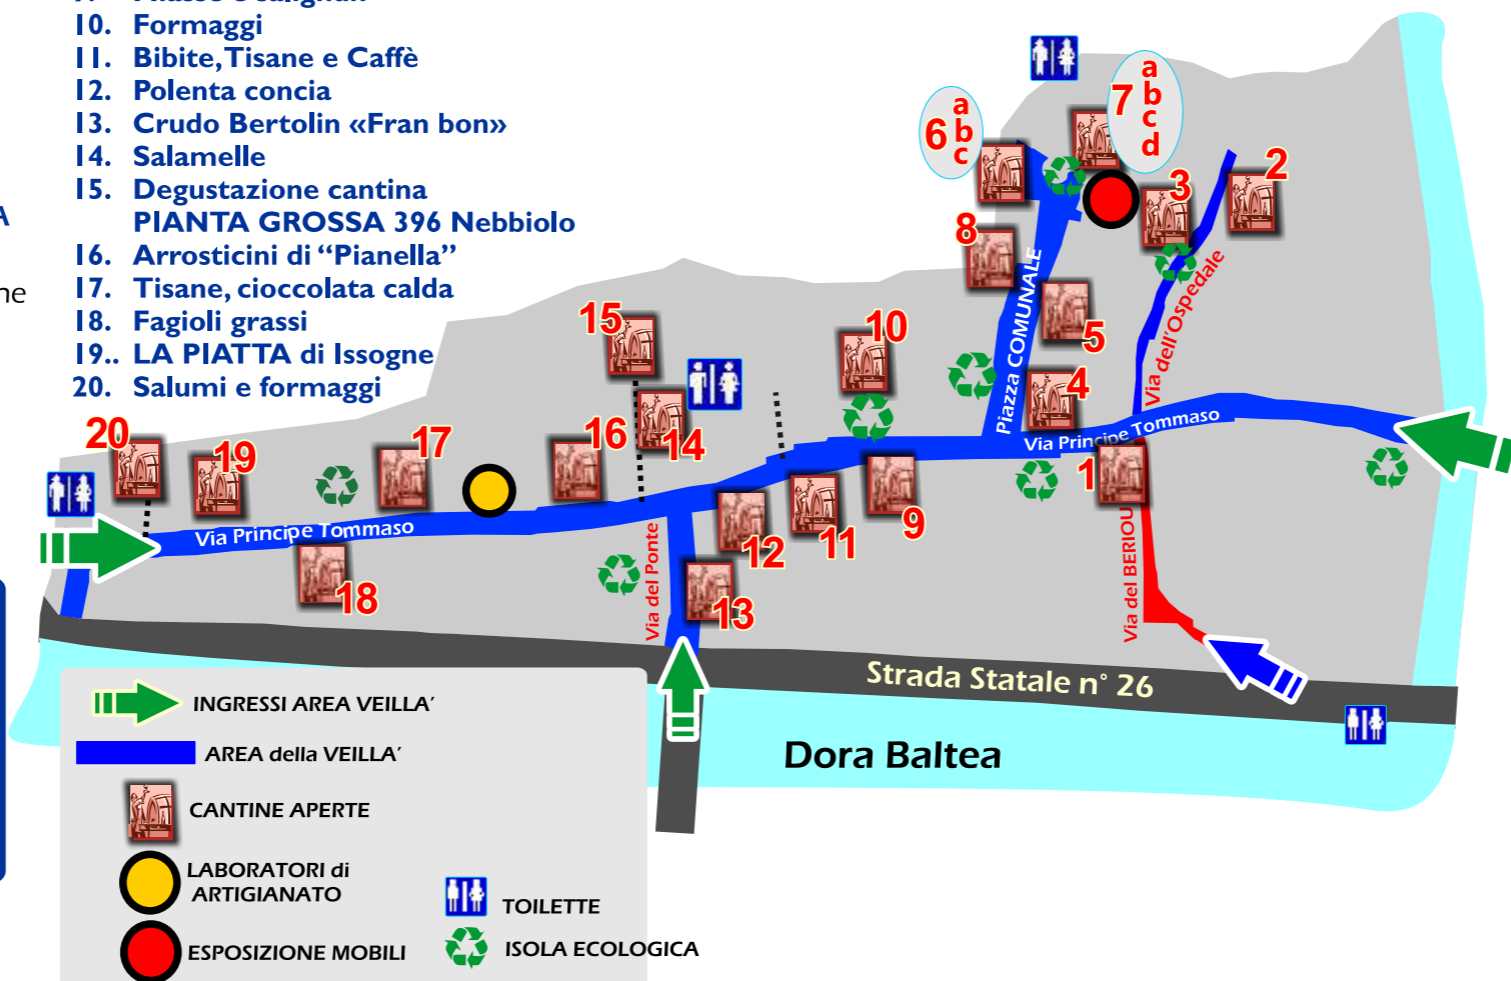 10. Formaggi
11. Bibite, Tisane e Caffè
12. Polenta concia
13. Crudo Bertolin «Fran bon»
14. Salamelle
15. Degustazione cantina
PIANTA GROSSA 396 Nebbiolo
16. Arrosticini di “Pianella”
17. Tisane, cioccolata calda
18. Fagioli grassi
19.. LA PIATTA di Issogne
20. Salumi e formaggi
A
ne
6 a b c
7 a b c d
3
2
8
5
4
10
15
14
16
17
19
20
1
9
11
12
13
18
Piazza COMUNALE
Via dell'Ospedale
Via Principe Tommaso
Via Principe Tommaso
Via del Ponte
Via del BERIOU
Strada Statale n° 26
Dora Baltea
INGRESSI AREA VEILLA'
AREA della VEILLA'
CANTINE APERTE
LABORATORI di
ARTIGIANATO
ESPOSIZIONE MOBILI
TOILETTE
ISOLA ECOLOGICA